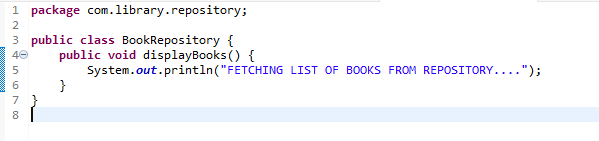 1 package com.library.repository;
2
3 public class BookRepository {
4 public void displayBooks() {
5 System.out.println("FETCHING LIST OF BOOKS FROM REPOSITORY....");
6 }
7 }
8